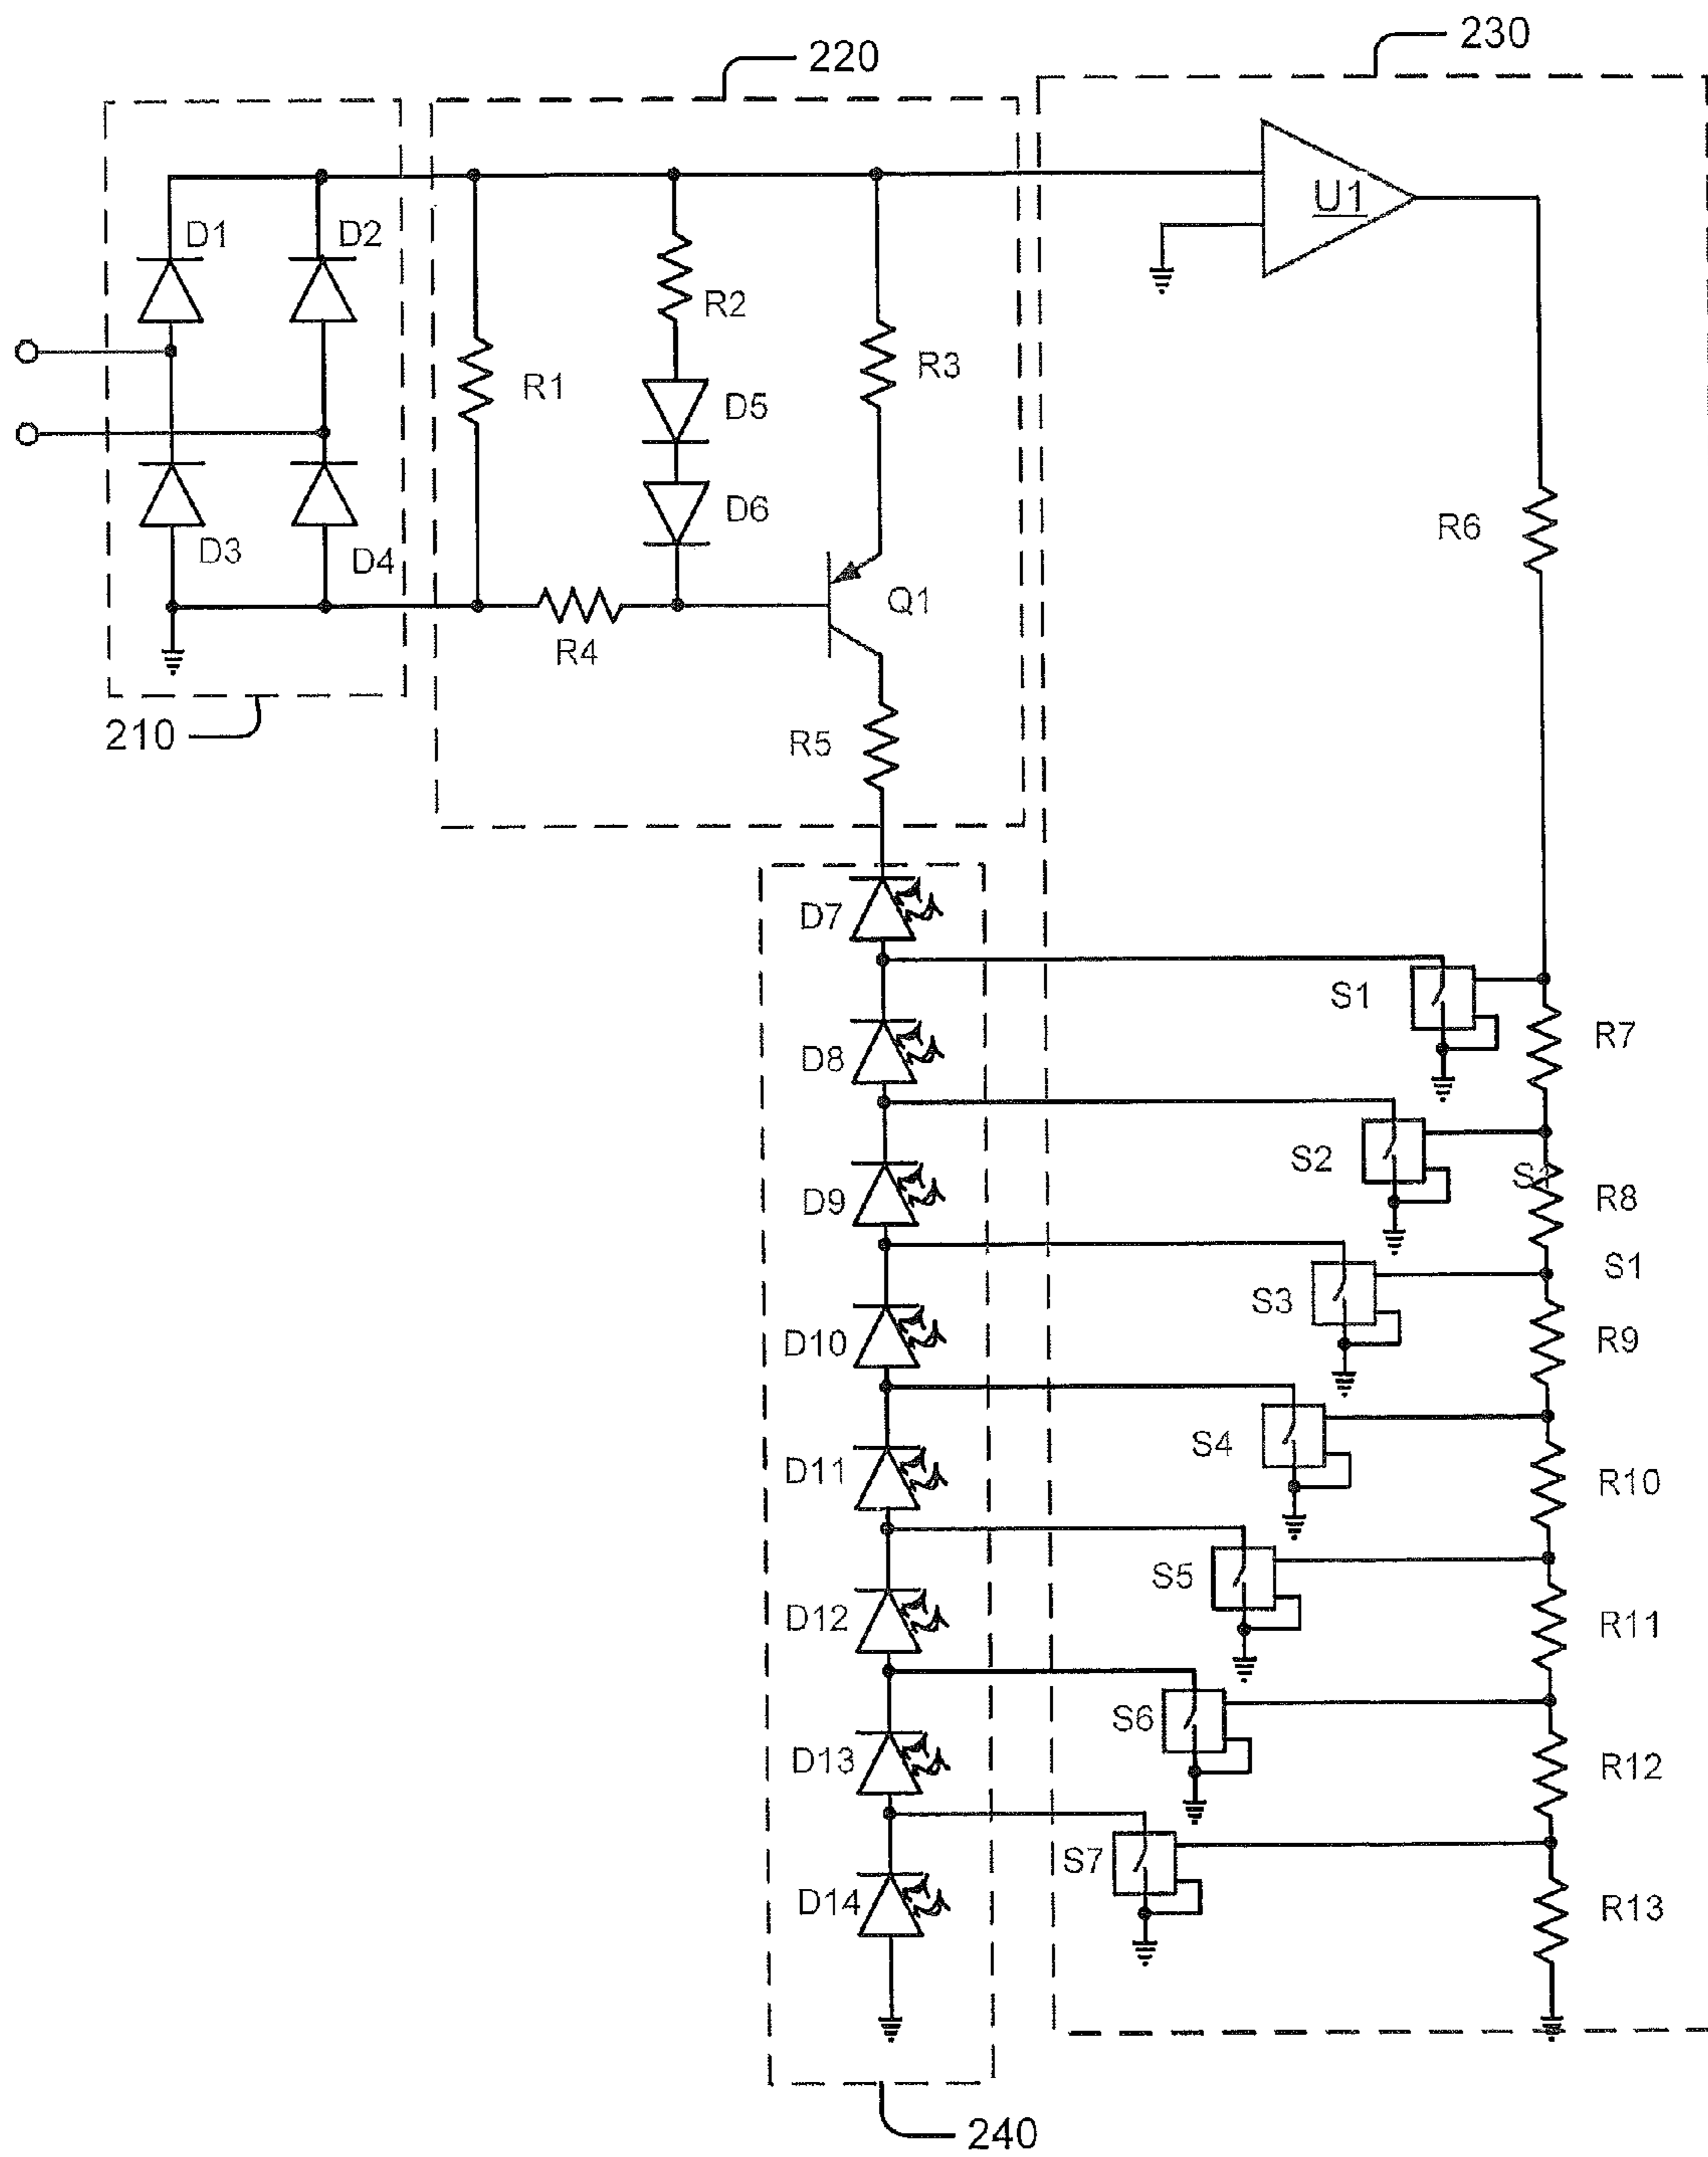 230
220
U1
D1
D2
R2
R3
R1
D5
D6
R6
D3
D4
Q1
R4
210
R5
D7
S1
R7
D8
S2
R8
D9
S1
S3
R9
D10
S4
R10
D11
S5
R11
D12
S6
R12
D13
S7
R13
D14
240